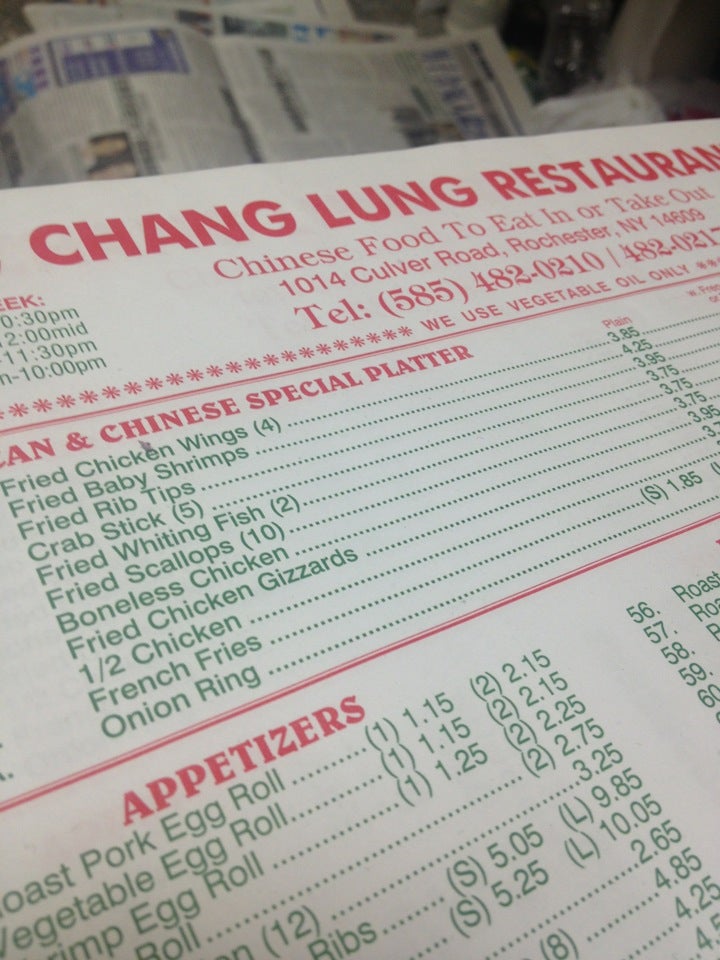 CHANG LUNG RESTAURAN
Chinese Food To Eat In or Take Out
1014 Culver Road, Rochester, NY 14609
Tel: (585) 482-0210 / 482-0217
EEK:
0:30pm
2:00mid
-11:30pm
n-10:00pm
********************** WE USE VEGETABLE OIL ONLY ***
CAN & CHINESE SPECIAL PLATTER
Plain
Fried Chicken Wings (4) 3.85
Fried Baby Shrimps 4.25
Fried Rib Tips 3.95
Crab Stick (5) 3.75
Fried Whiting Fish (2) 3.75
Fried Scallops (10) 3.75
Boneless Chicken 3.95
Fried Chicken Gizzards
1/2 Chicken
French Fries (S) 1.85
Onion Ring
APPETIZERS
oast Pork Egg Roll (1) 1.15 (2) 2.15
Vegetable Egg Roll (1) 1.15 (2) 2.15
rimp Egg Roll (1) 1.25 (2) 2.25
Roll (2) 2.75
3.25
on (12) (S) 5.05 (L) 9.85
Ribs (S) 5.25 (L) 10.05
2.65
(8) 4.85
4.25
56. Roast
57. Roa
58. Ro
59.
60